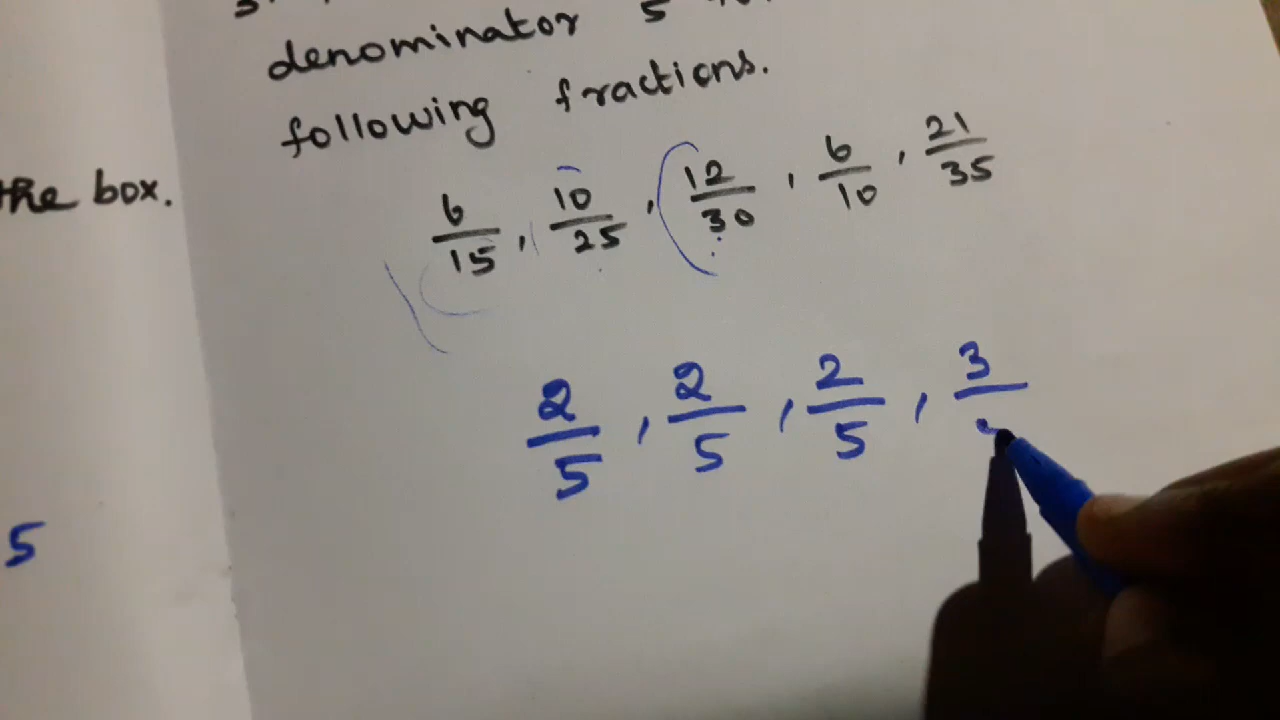 denominator 5
following fractions.
6/15, 10/25, 12/30, 6/10, 21/35
the box.
2/5, 2/5, 2/5, 3/
5